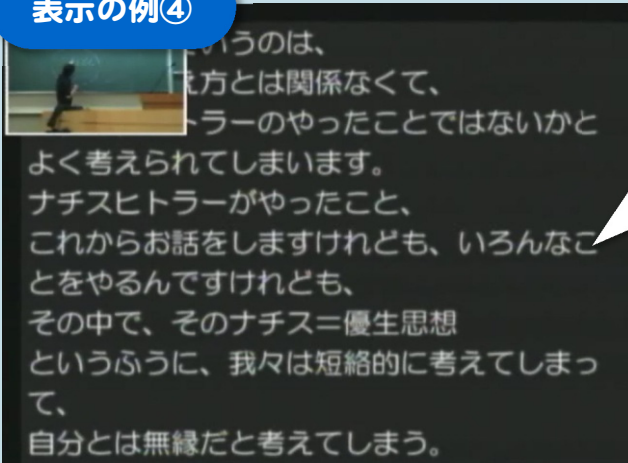 表示の例④
いうのは、
え方とは関係なくて、
トラーのやったことではないかと
よく考えられてしまいます。
ナチスヒトラーがやったこと、
これからお話をしますけれども、いろんなこ
とをやるんですけれども、
その中で、そのナチス＝優生思想
というふうに、我々は短絡的に考えてしまっ
て、
自分とは無縁だと考えてしまう。